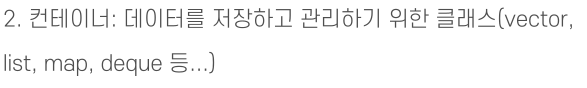 2. 컨테이너: 데이터를 저장하고 관리하기 위한 클래스(vector,
list, map, deque 등...)